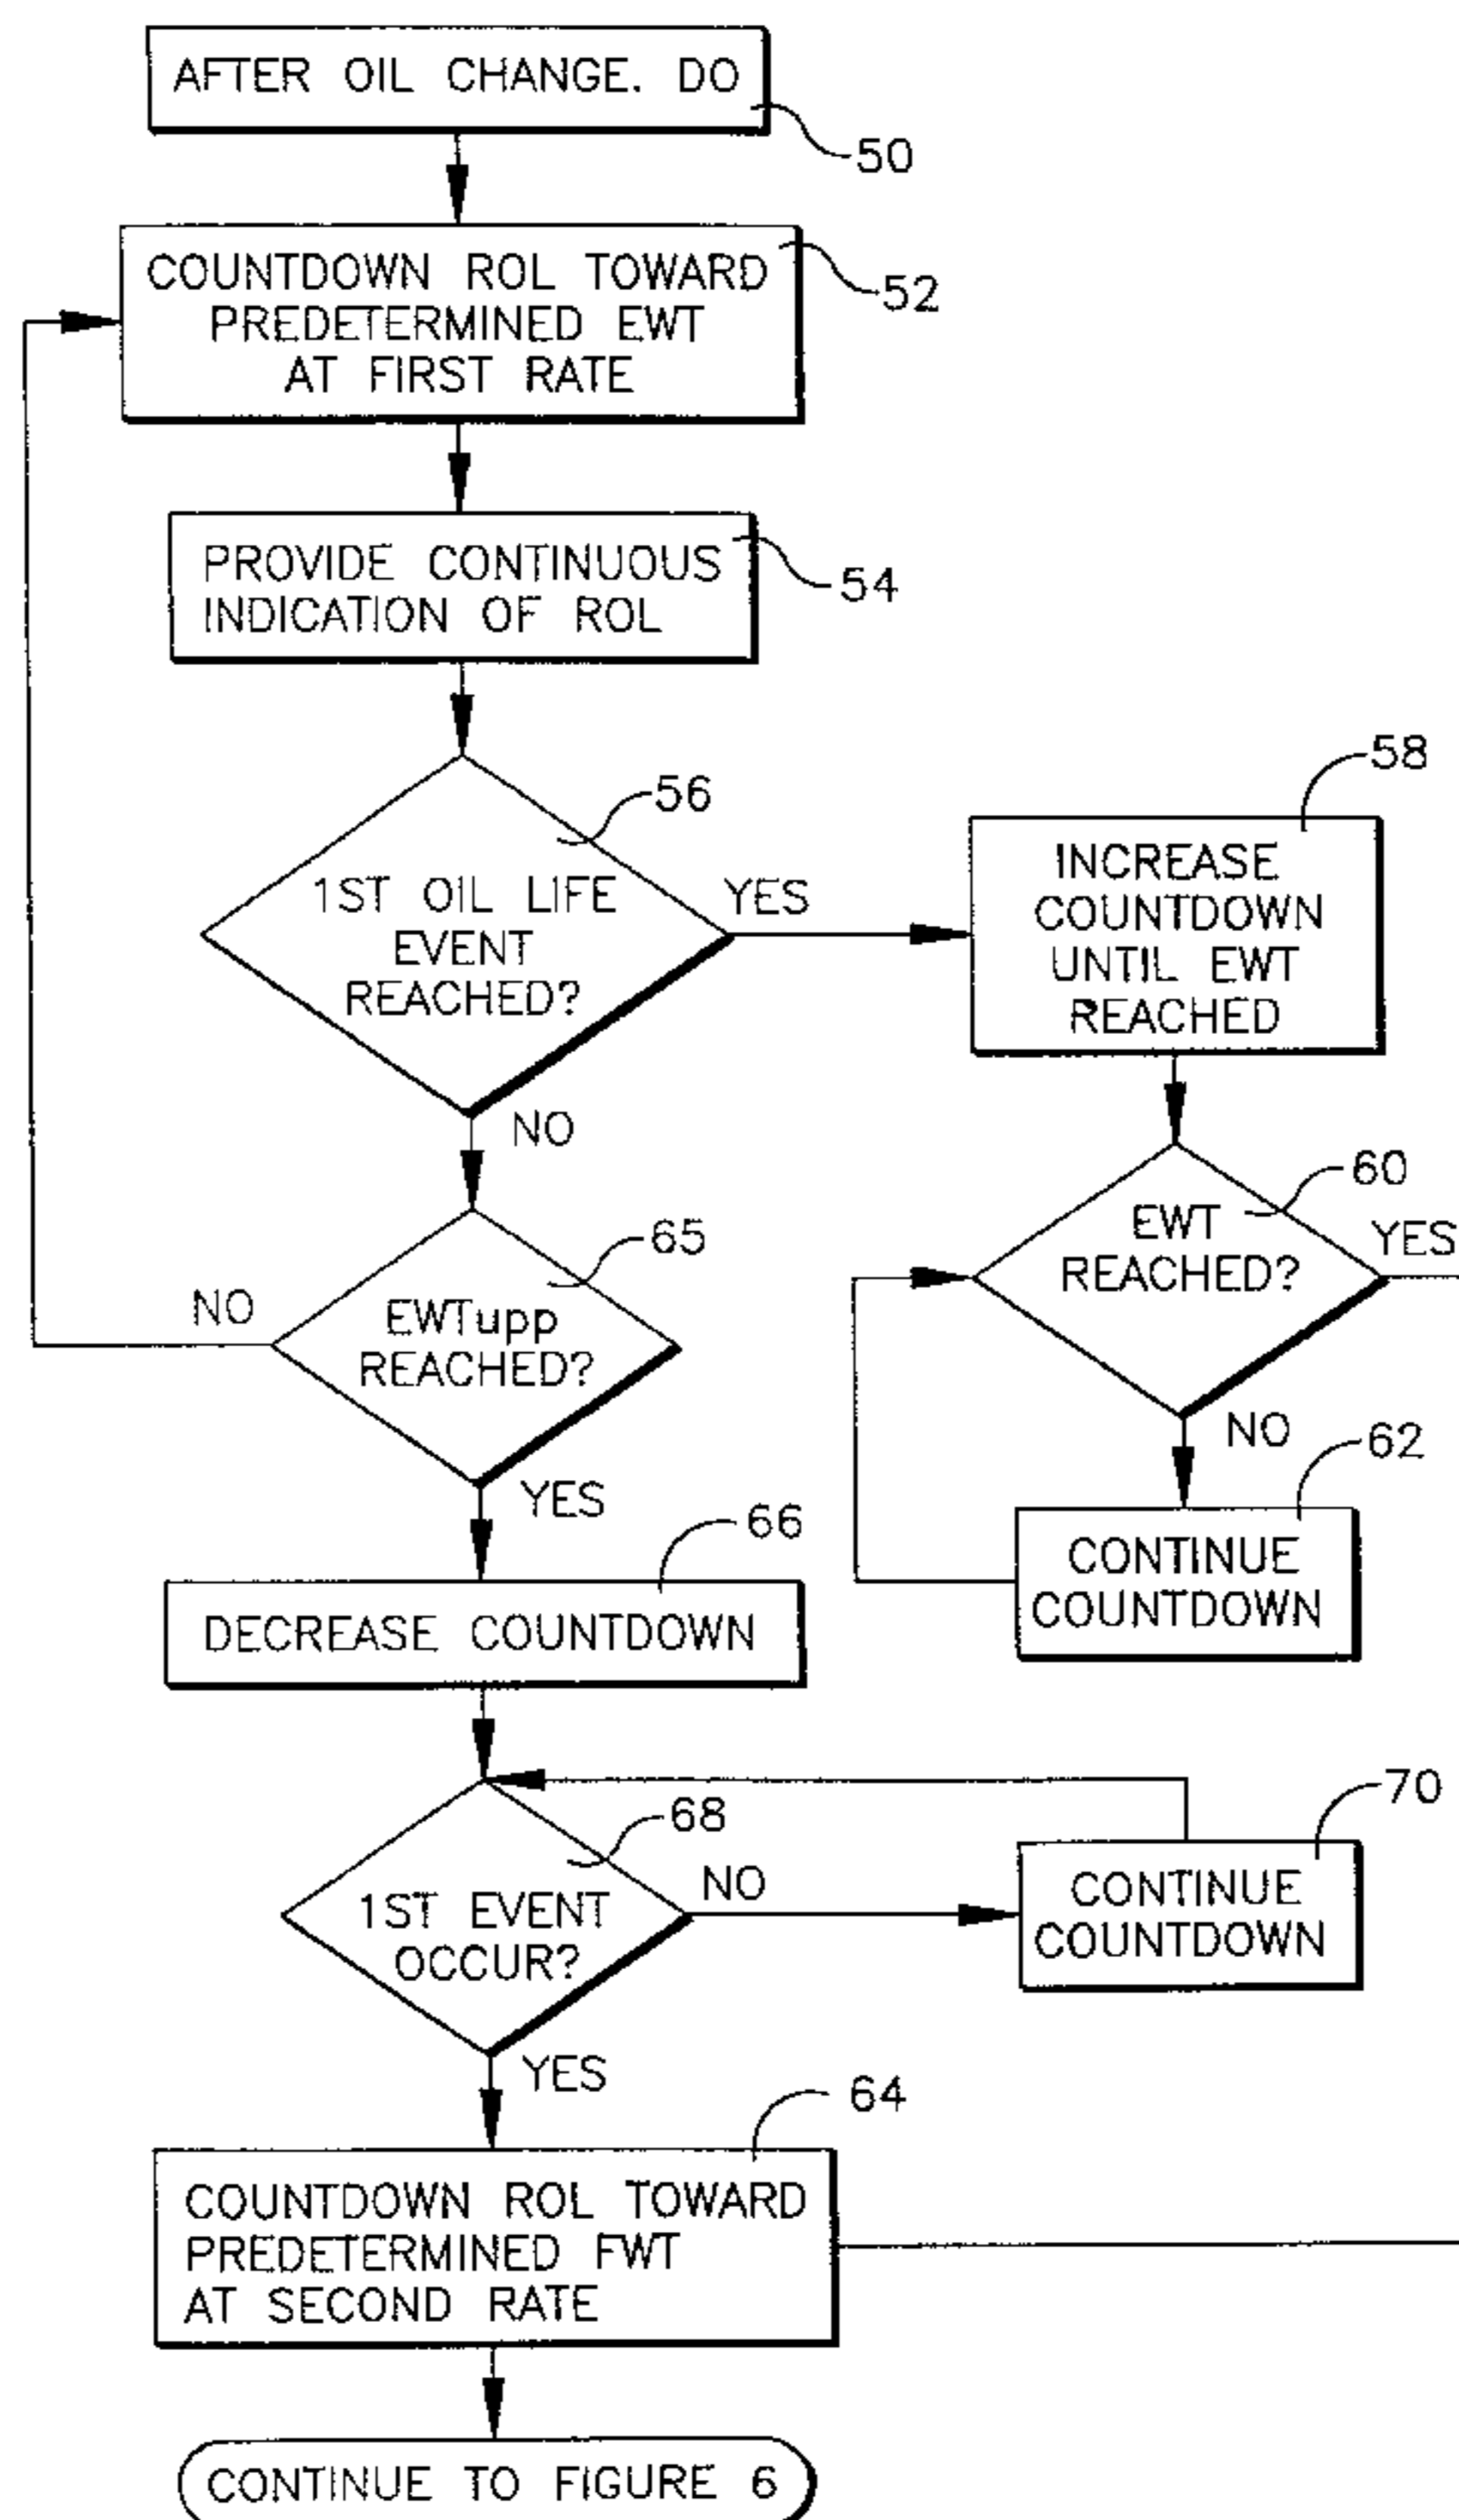 AFTER OIL CHANGE. DO
50
COUNTDOWN ROL TOWARD
PREDETERMINED EWT
AT FIRST RATE
52
PROVIDE CONTINUOUS
INDICATION OF ROL
54
56
1ST OIL LIFE
EVENT
REACHED?
YES
NO
58
INCREASE
COUNTDOWN
UNTIL EWT
REACHED
60
EWT
REACHED?
YES
NO
65
EWTupp
REACHED?
NO
YES
62
CONTINUE
COUNTDOWN
66
DECREASE COUNTDOWN
68
1ST EVENT
OCCUR?
NO
YES
70
CONTINUE
COUNTDOWN
64
COUNTDOWN ROL TOWARD
PREDETERMINED FWT
AT SECOND RATE
CONTINUE TO FIGURE 6